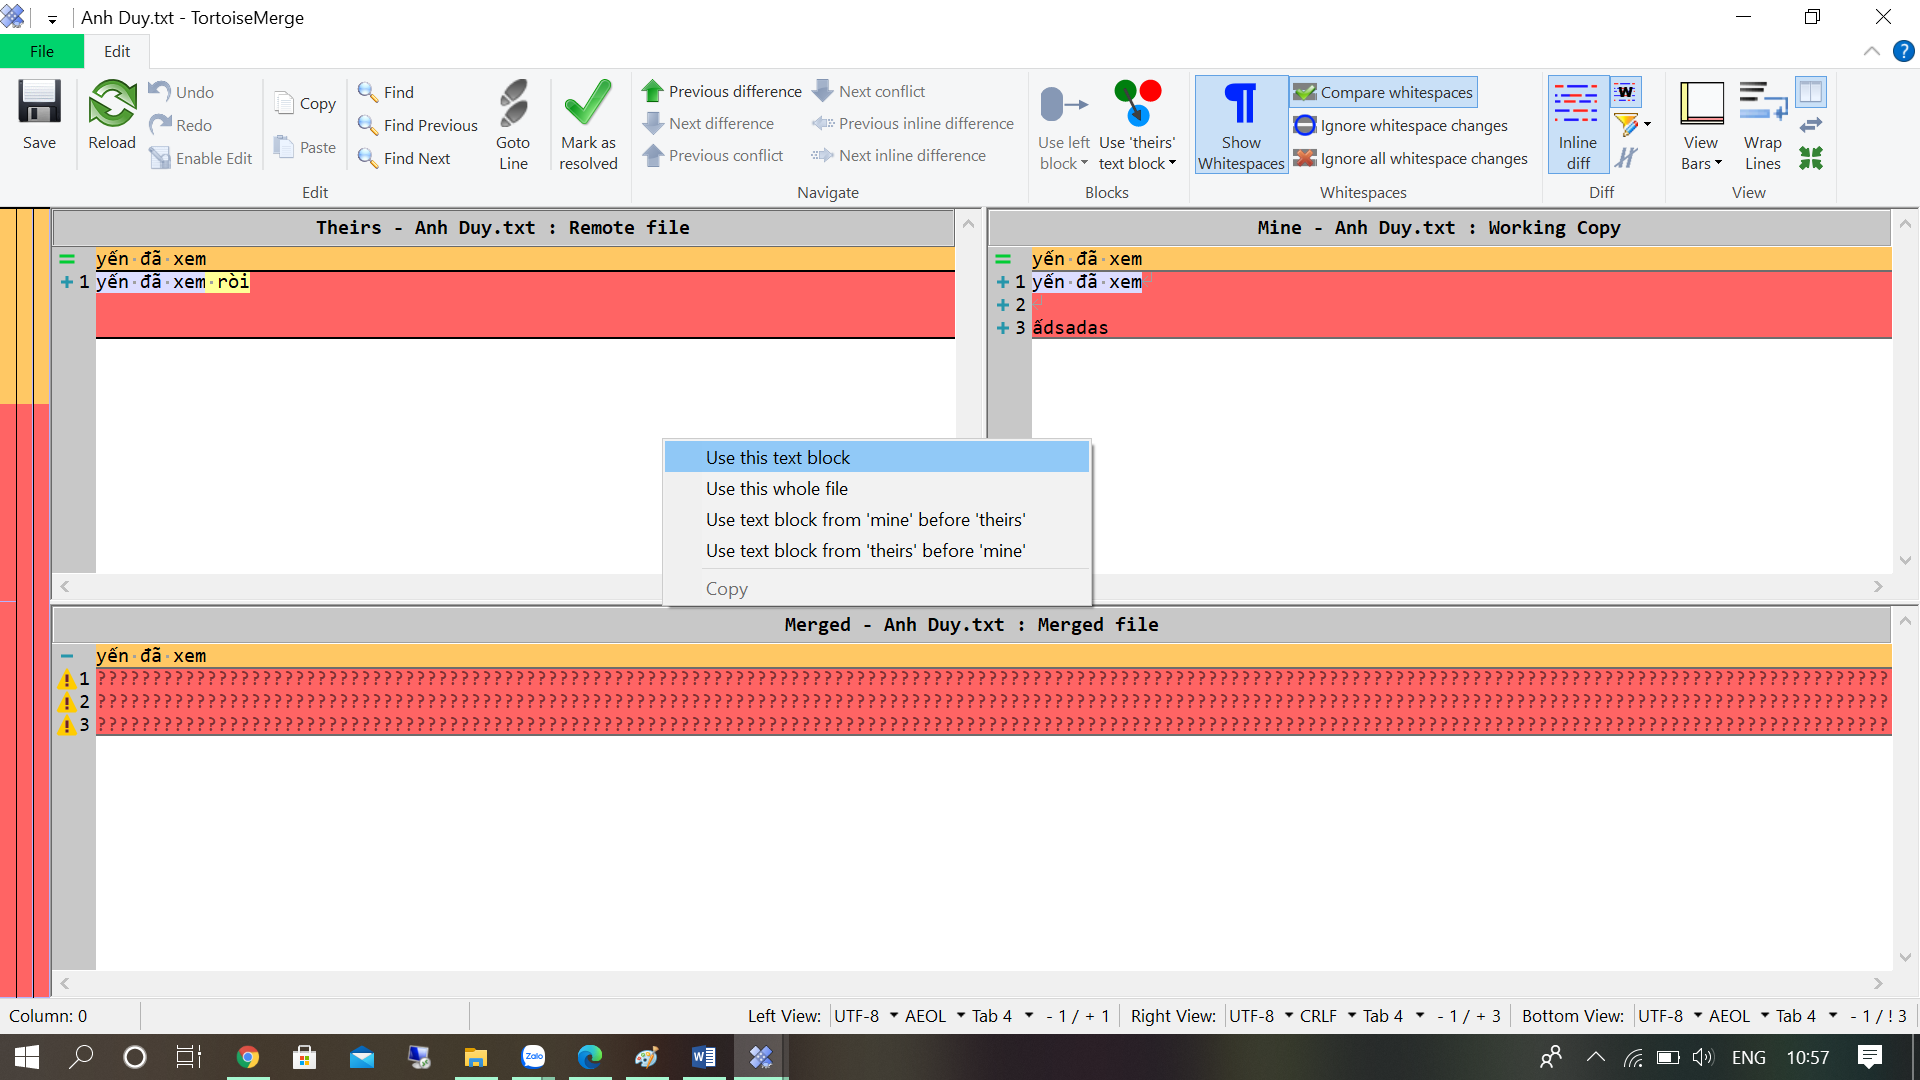 Anh Duy.txt - TortoiseMerge
File
Edit
Save
Reload
Undo
Redo
Enable Edit
Copy
Paste
Find
Find Previous
Find Next
Goto Line
Mark as resolved
Edit
Previous difference
Next difference
Previous conflict
Next conflict
Previous inline difference
Next inline difference
Navigate
Use left block
Use 'theirs' text block
Blocks
Show Whitespaces
Compare whitespaces
Ignore whitespace changes
Ignore all whitespace changes
Whitespaces
Inline diff
W
Diff
View Bars
Wrap Lines
View
Theirs - Anh Duy.txt : Remote file
yến·đã·xem
1 yến·đã·xem·ròi
Mine - Anh Duy.txt : Working Copy
yến·đã·xem
1 yến·đã·xem
2
3 ấdsadas
Use this text block
Use this whole file
Use text block from 'mine' before 'theirs'
Use text block from 'theirs' before 'mine'
Copy
Merged - Anh Duy.txt : Merged file
yến·đã·xem
1
2
3
Column: 0
Left View: UTF-8 AEOL Tab 4 - 1 / + 1
Right View: UTF-8 CRLF Tab 4 - 1 / + 3
Bottom View: UTF-8 AEOL Tab 4 - 1 / ! 3
Zalo
ENG
10:57